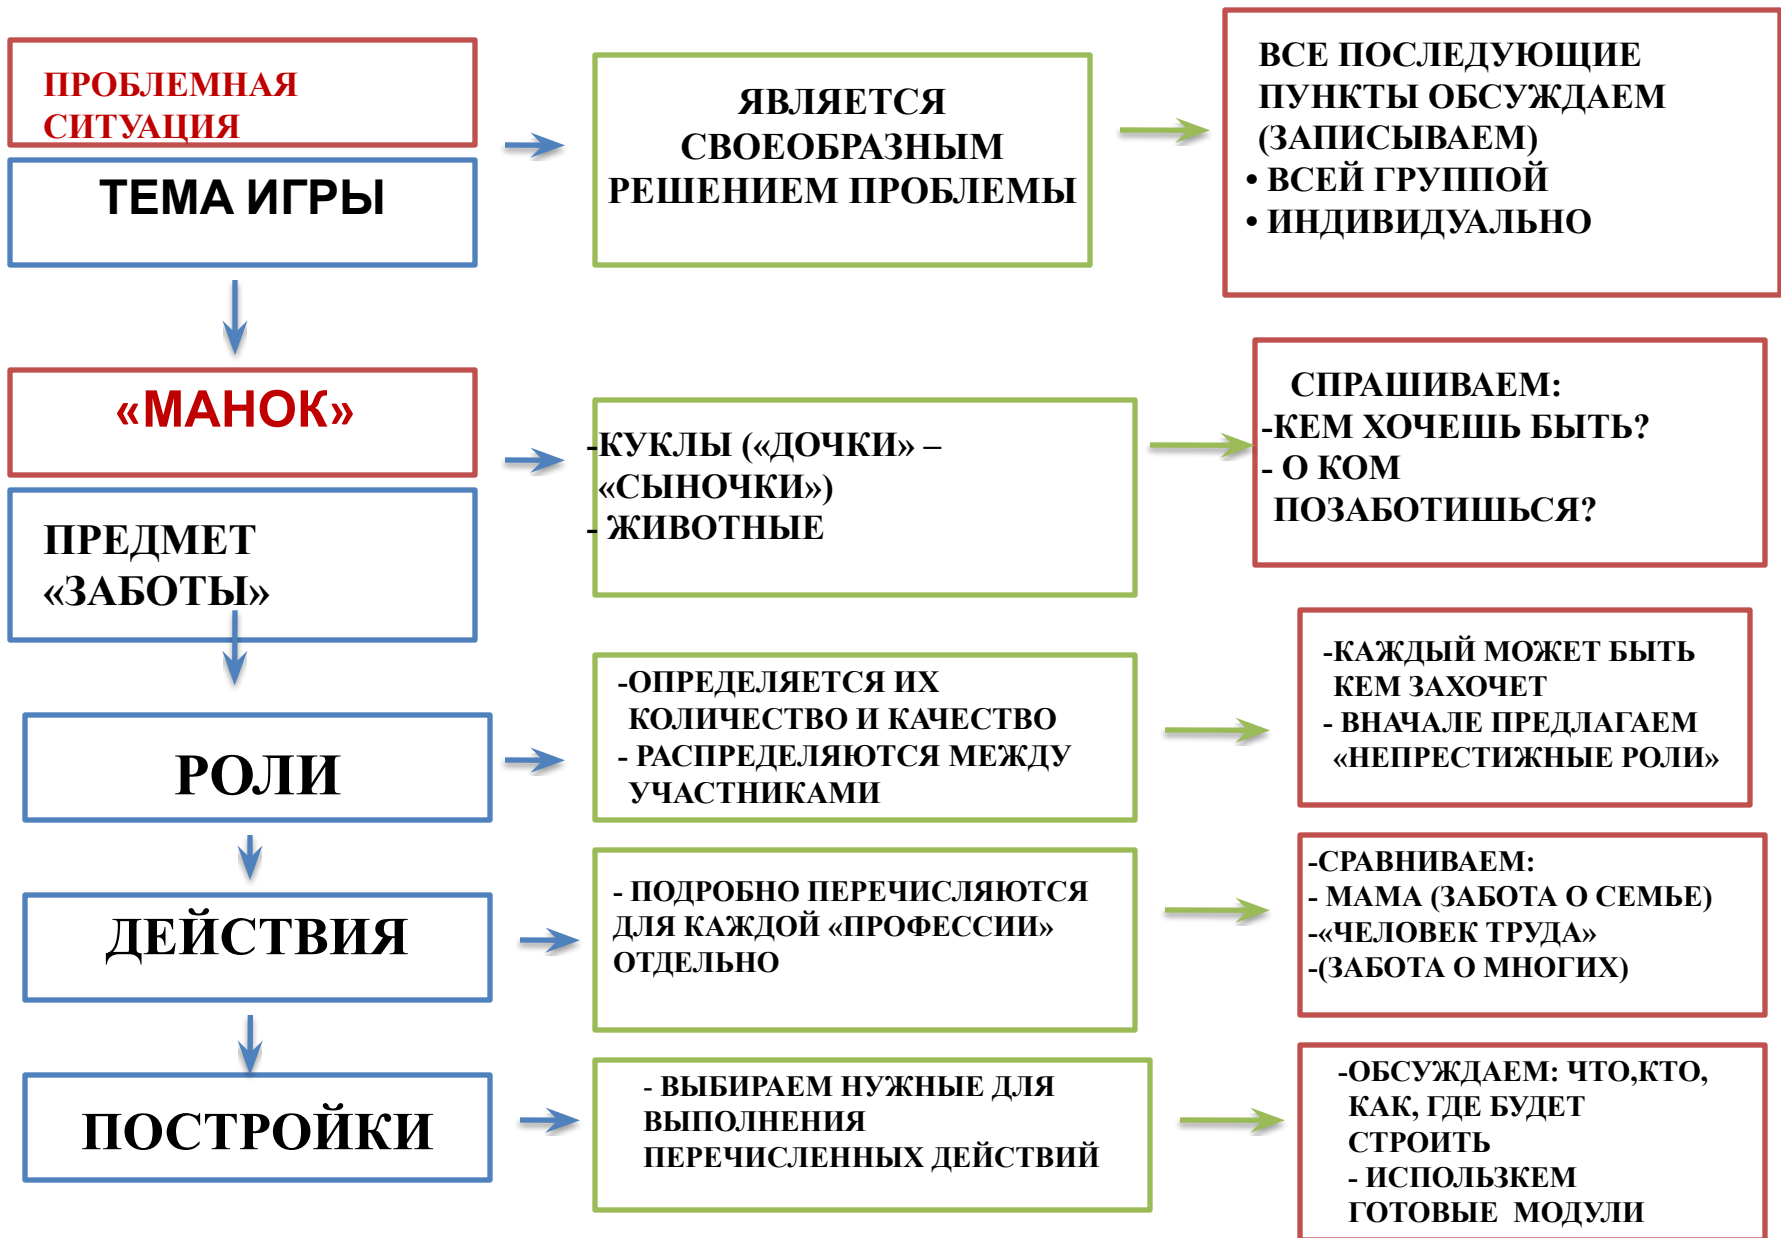 ПРОБЛЕМНАЯ
СИТУАЦИЯ
ТЕМА ИГРЫ
ЯВЛЯЕТСЯ
СВОЕОБРАЗНЫМ
РЕШЕНИЕМ ПРОБЛЕМЫ
ВСЕ ПОСЛЕДУЮЩИЕ
ПУНКТЫ ОБСУЖДАЕМ
(ЗАПИСЫВАЕМ)
• ВСЕЙ ГРУППОЙ
• ИНДИВИДУАЛЬНО
«МАНОК»
ПРЕДМЕТ
«ЗАБОТЫ»
-КУКЛЫ («ДОЧКИ» –
«СЫНОЧКИ»)
- ЖИВОТНЫЕ
СПРАШИВАЕМ:
-КЕМ ХОЧЕШЬ БЫТЬ?
- О КОМ
ПОЗАБОТИШЬСЯ?
РОЛИ
-ОПРЕДЕЛЯЕТСЯ ИХ
КОЛИЧЕСТВО И КАЧЕСТВО
- РАСПРЕДЕЛЯЮТСЯ МЕЖДУ
УЧАСТНИКАМИ
-КАЖДЫЙ МОЖЕТ БЫТЬ
КЕМ ЗАХОЧЕТ
- ВНАЧАЛЕ ПРЕДЛАГАЕМ
«НЕПРЕСТИЖНЫЕ РОЛИ»
ДЕЙСТВИЯ
- ПОДРОБНО ПЕРЕЧИСЛЯЮТСЯ
ДЛЯ КАЖДОЙ «ПРОФЕССИИ»
ОТДЕЛЬНО
-СРАВНИВАЕМ:
- МАМА (ЗАБОТА О СЕМЬЕ)
-«ЧЕЛОВЕК ТРУДА»
-(ЗАБОТА О МНОГИХ)
ПОСТРОЙКИ
- ВЫБИРАЕМ НУЖНЫЕ ДЛЯ
ВЫПОЛНЕНИЯ
ПЕРЕЧИСЛЕННЫХ ДЕЙСТВИЙ
-ОБСУЖДАЕМ: ЧТО,КТО,
КАК, ГДЕ БУДЕТ
СТРОИТЬ
- ИСПОЛЬЗКЕМ
ГОТОВЫЕ МОДУЛИ